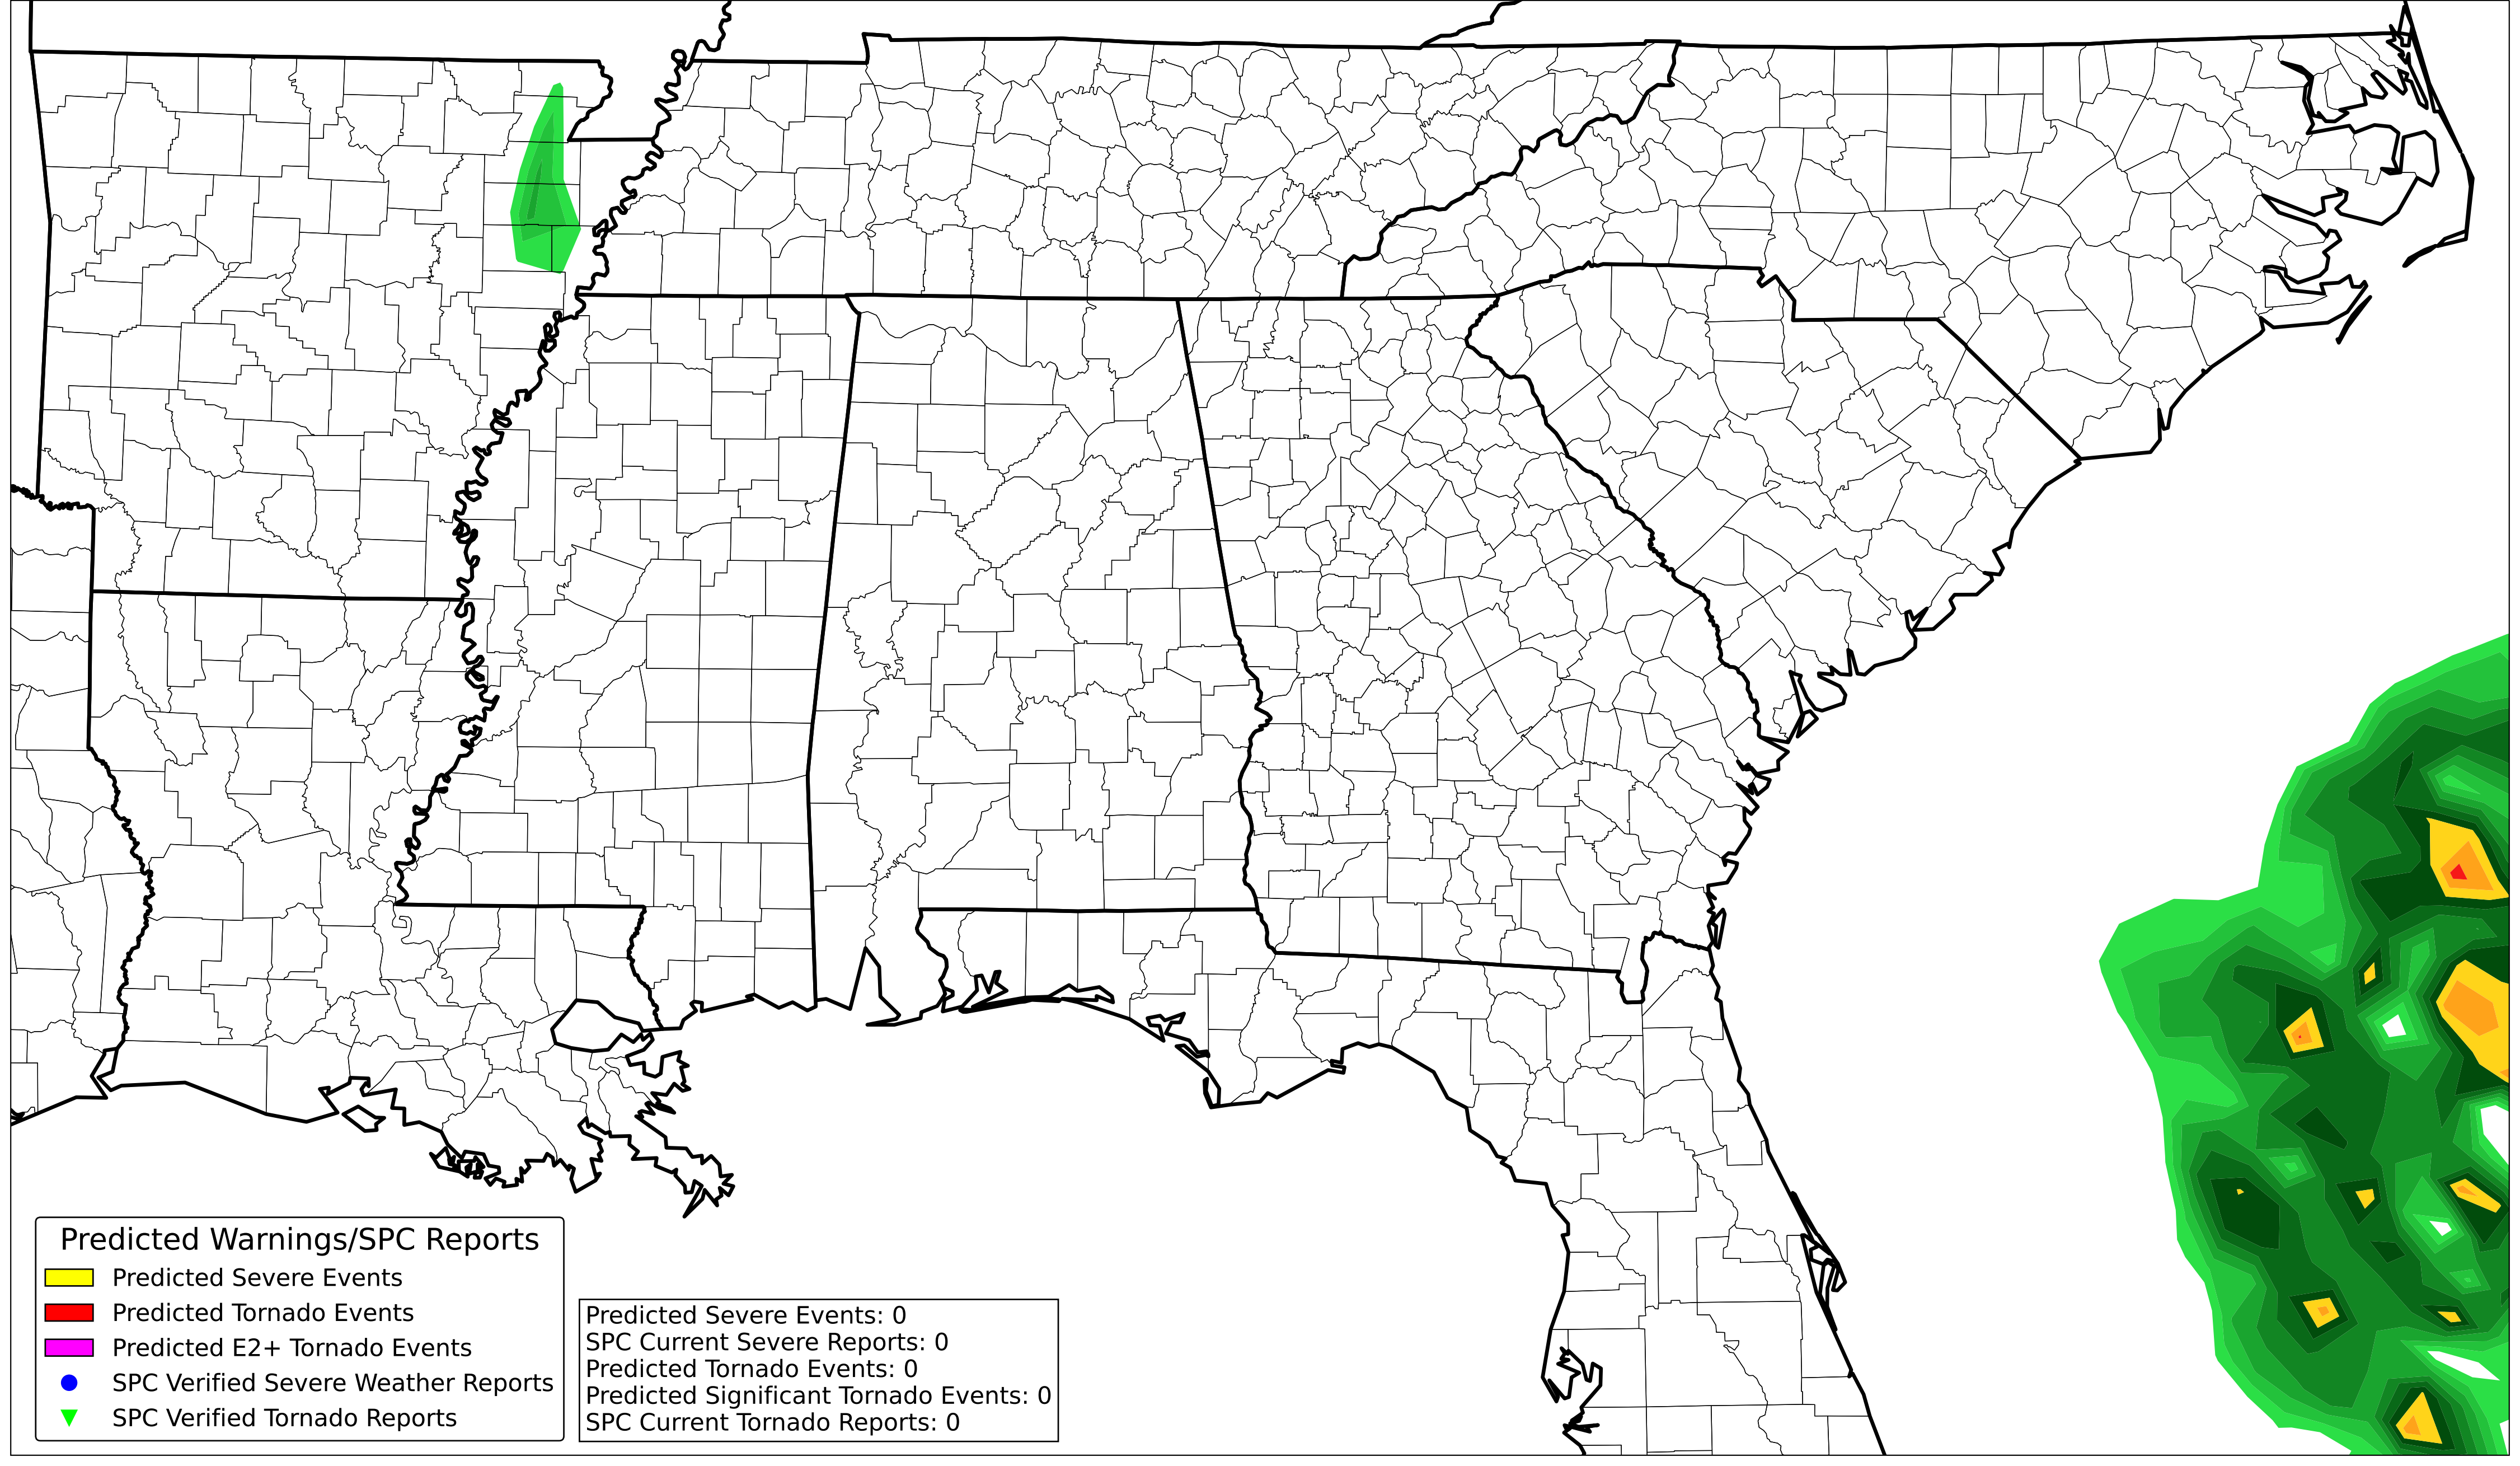 Predicted Warnings/SPC Reports
Predicted Severe Events
Predicted Tornado Events
Predicted E2+ Tornado Events
SPC Verified Severe Weather Reports
SPC Verified Tornado Reports
Predicted Severe Events: 0
SPC Current Severe Reports: 0
Predicted Tornado Events: 0
Predicted Significant Tornado Events: 0
SPC Current Tornado Reports: 0